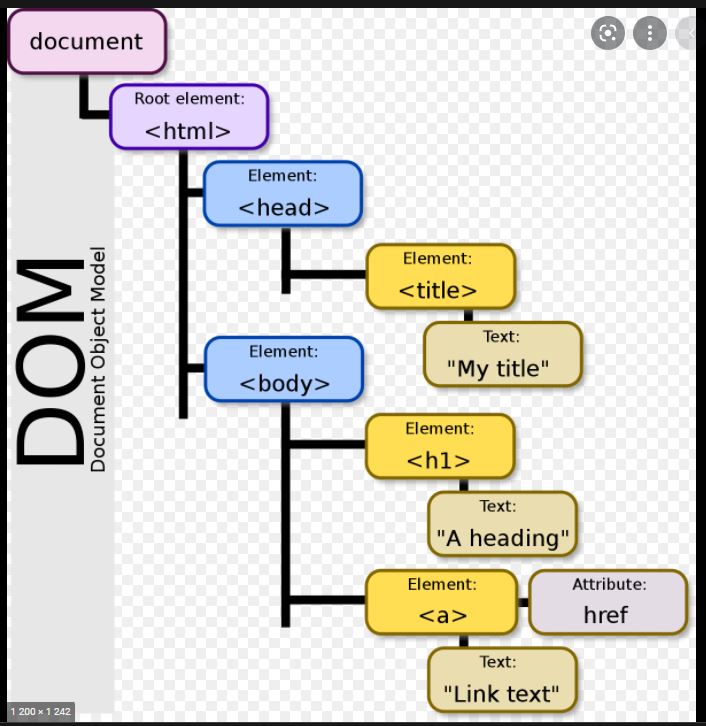 document
Root element:
<html>
Element:
<head>
Element:
<title>
Text:
"My title"
Element:
<body>
Element:
<h1>
Text:
"A heading"
Element:
<a>
Attribute:
href
Text:
"Link text"
DOM
Document Object Model
1 200 × 1 242